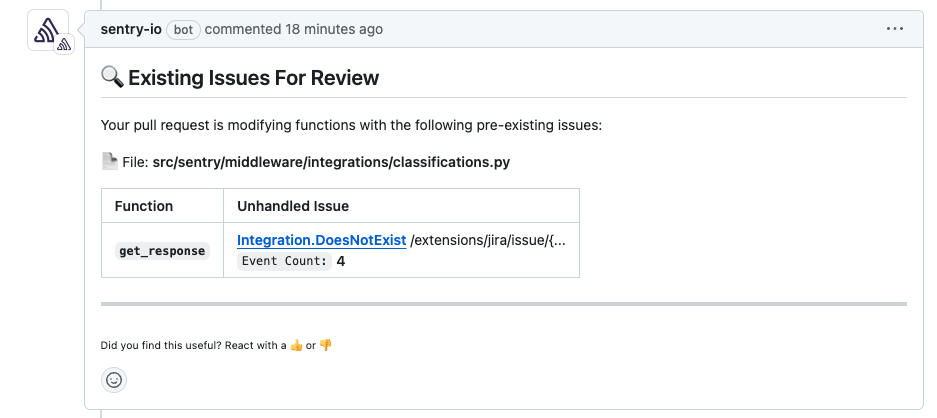 sentry-io bot commented 18 minutes ago
🔍 Existing Issues For Review
Your pull request is modifying functions with the following pre-existing issues:
📄 File: src/sentry/middleware/integrations/classifications.py
Function Unhandled Issue
get_response Integration.DoesNotExist /extensions/jira/issue/{...
Event Count: 4
Did you find this useful? React with a 👍 or 👎